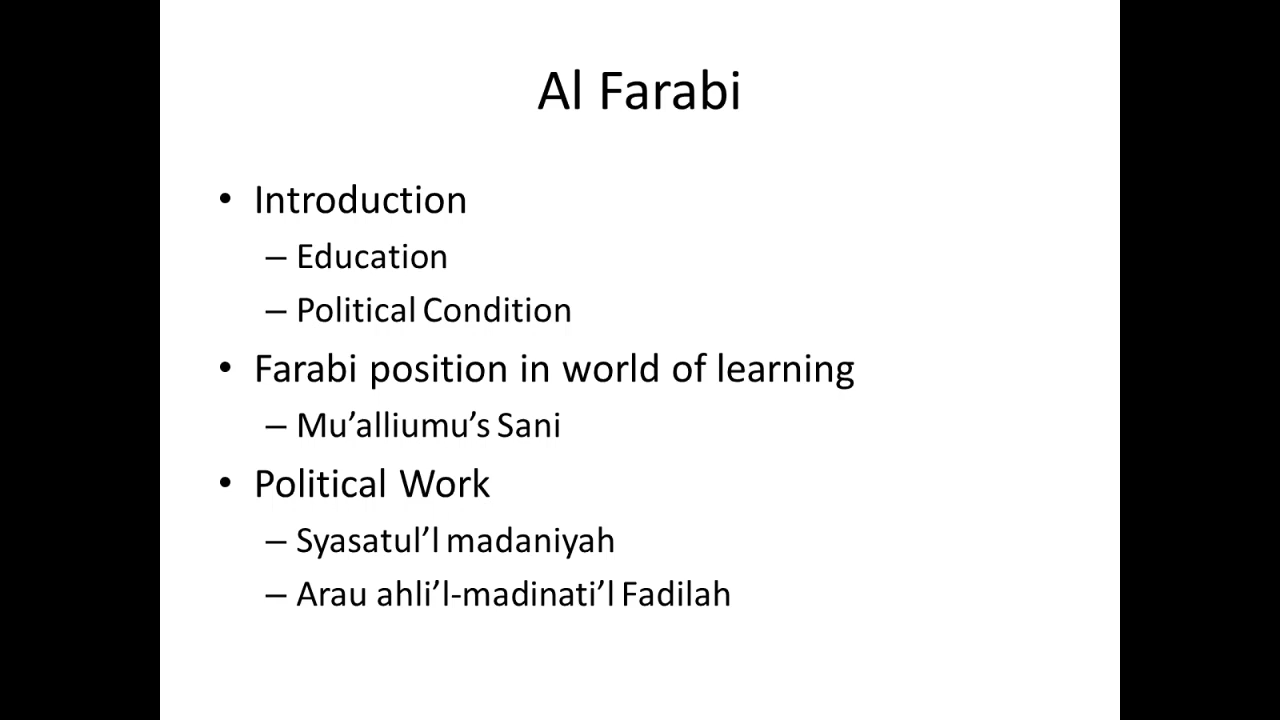 Al Farabi
• Introduction
– Education
– Political Condition
• Farabi position in world of learning
– Mu’alliumu’s Sani
• Political Work
– Syasatul’l madaniyah
– Arau ahli’l-madinati’l Fadilah